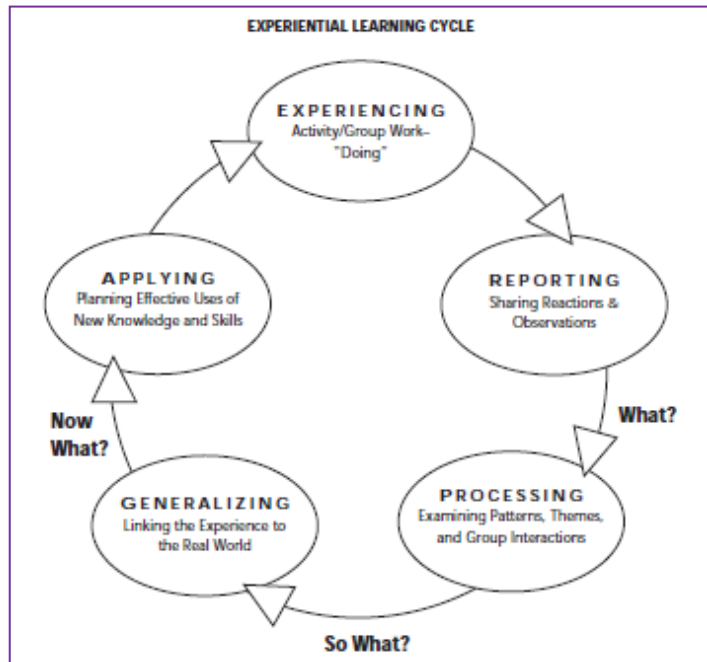 EXPERIENTIAL LEARNING CYCLE
EXPERIENCING
Activity/Group Work–
"Doing"
REPORTING
Sharing Reactions &
Observations
What?
PROCESSING
Examining Patterns, Themes,
and Group Interactions
So What?
GENERALIZING
Linking the Experience to
the Real World
Now
What?
APPLYING
Planning Effective Uses of
New Knowledge and Skills